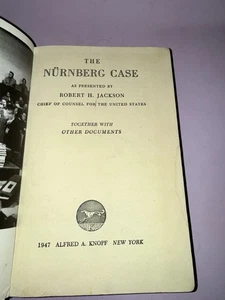 THE
NÜRNBERG CASE
AS PRESENTED BY
ROBERT H. JACKSON
CHIEF OF COUNSEL FOR THE UNITED STATES
TOGETHER WITH
OTHER DOCUMENTS
1947 ALFRED A. KNOPF NEW YORK